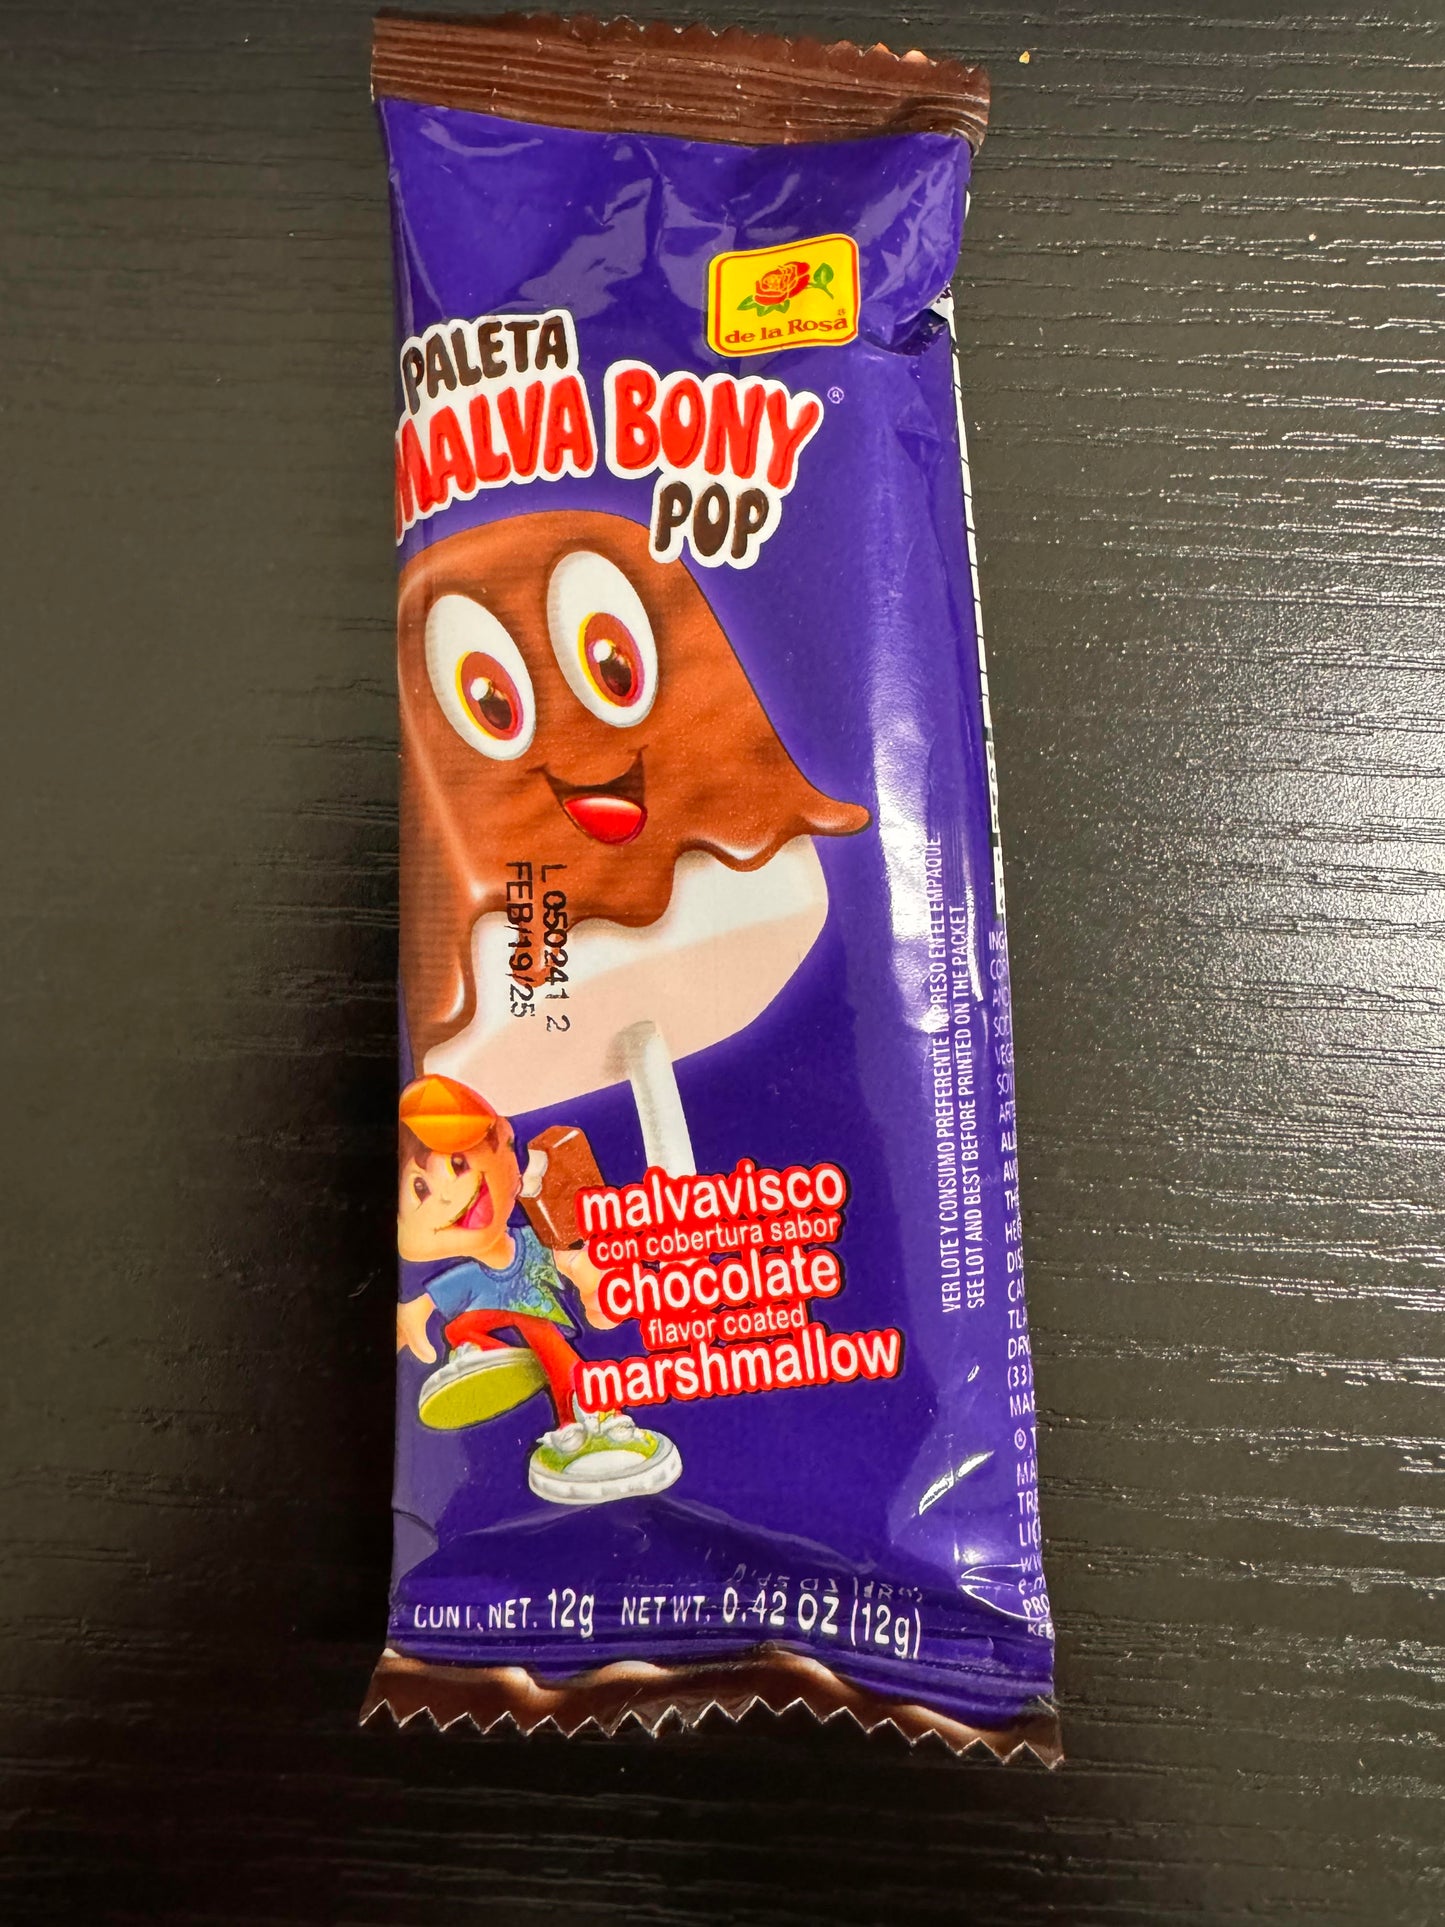 de la Rosa®
PALETA
MALVA BONY®
POP
L 050241 2
FEB/19/25
malvavisco
con cobertura sabor
chocolate
flavor coated
marshmallow
VER LOTE Y CONSUMO PREFERENTE IMPRESO EN EL EMPAQUE
SEE LOT AND BEST BEFORE PRINTED ON THE PACKET
CONT. NET. 12g NET WT. 0.42 OZ (12g)